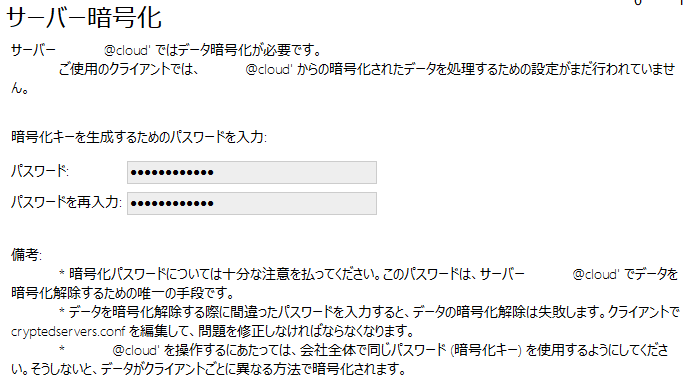 サーバー暗号化
サーバー @cloud' ではデータ暗号化が必要です。
ご使用のクライアントでは、 @cloud' からの暗号化されたデータを処理するための設定がまだ行われていませ
ん。
暗号化キーを生成するためのパスワードを入力:
パスワード: ●●●●●●●●●●●●
パスワードを再入力: ●●●●●●●●●●●●
備考:
* 暗号化パスワードについては十分な注意を払ってください。このパスワードは、サーバー @cloud' でデータを
暗号化解除するための唯一の手段です。
* データを暗号化解除する際に間違ったパスワードを入力すると、データの暗号化解除は失敗します。クライアントで
cryptedservers.conf を編集して、問題を修正しなければならなくなります。
* @cloud' を操作するにあたっては、会社全体で同じパスワード (暗号化キー) を使用するようにしてくださ
い。そうしないと、データがクライアントごとに異なる方法で暗号化されます。